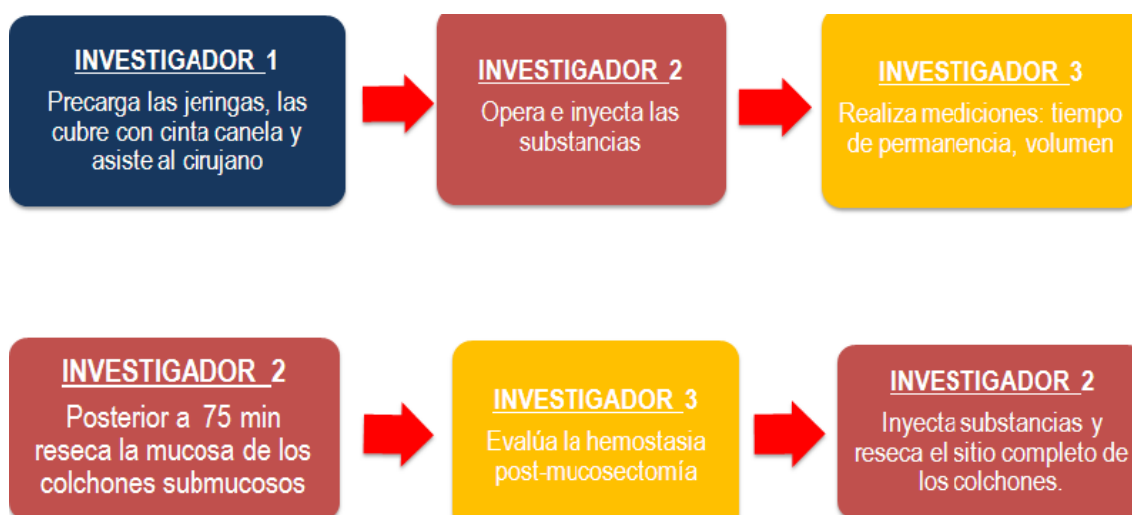 INVESTIGADOR 1
Precarga las jeringas, las
cubre con cinta canela y
asiste al cirujano
INVESTIGADOR 2
Opera e inyecta las
substancias
INVESTIGADOR 3
Realiza mediciones: tiempo
de permanencia, volumen
INVESTIGADOR 2
Posterior a 75 min
reseca la mucosa de los
colchones submucosos
INVESTIGADOR 3
Evalúa la hemostasia
post-mucosectomía
INVESTIGADOR 2
Inyecta substancias y
reseca el sitio completo de
los colchones.